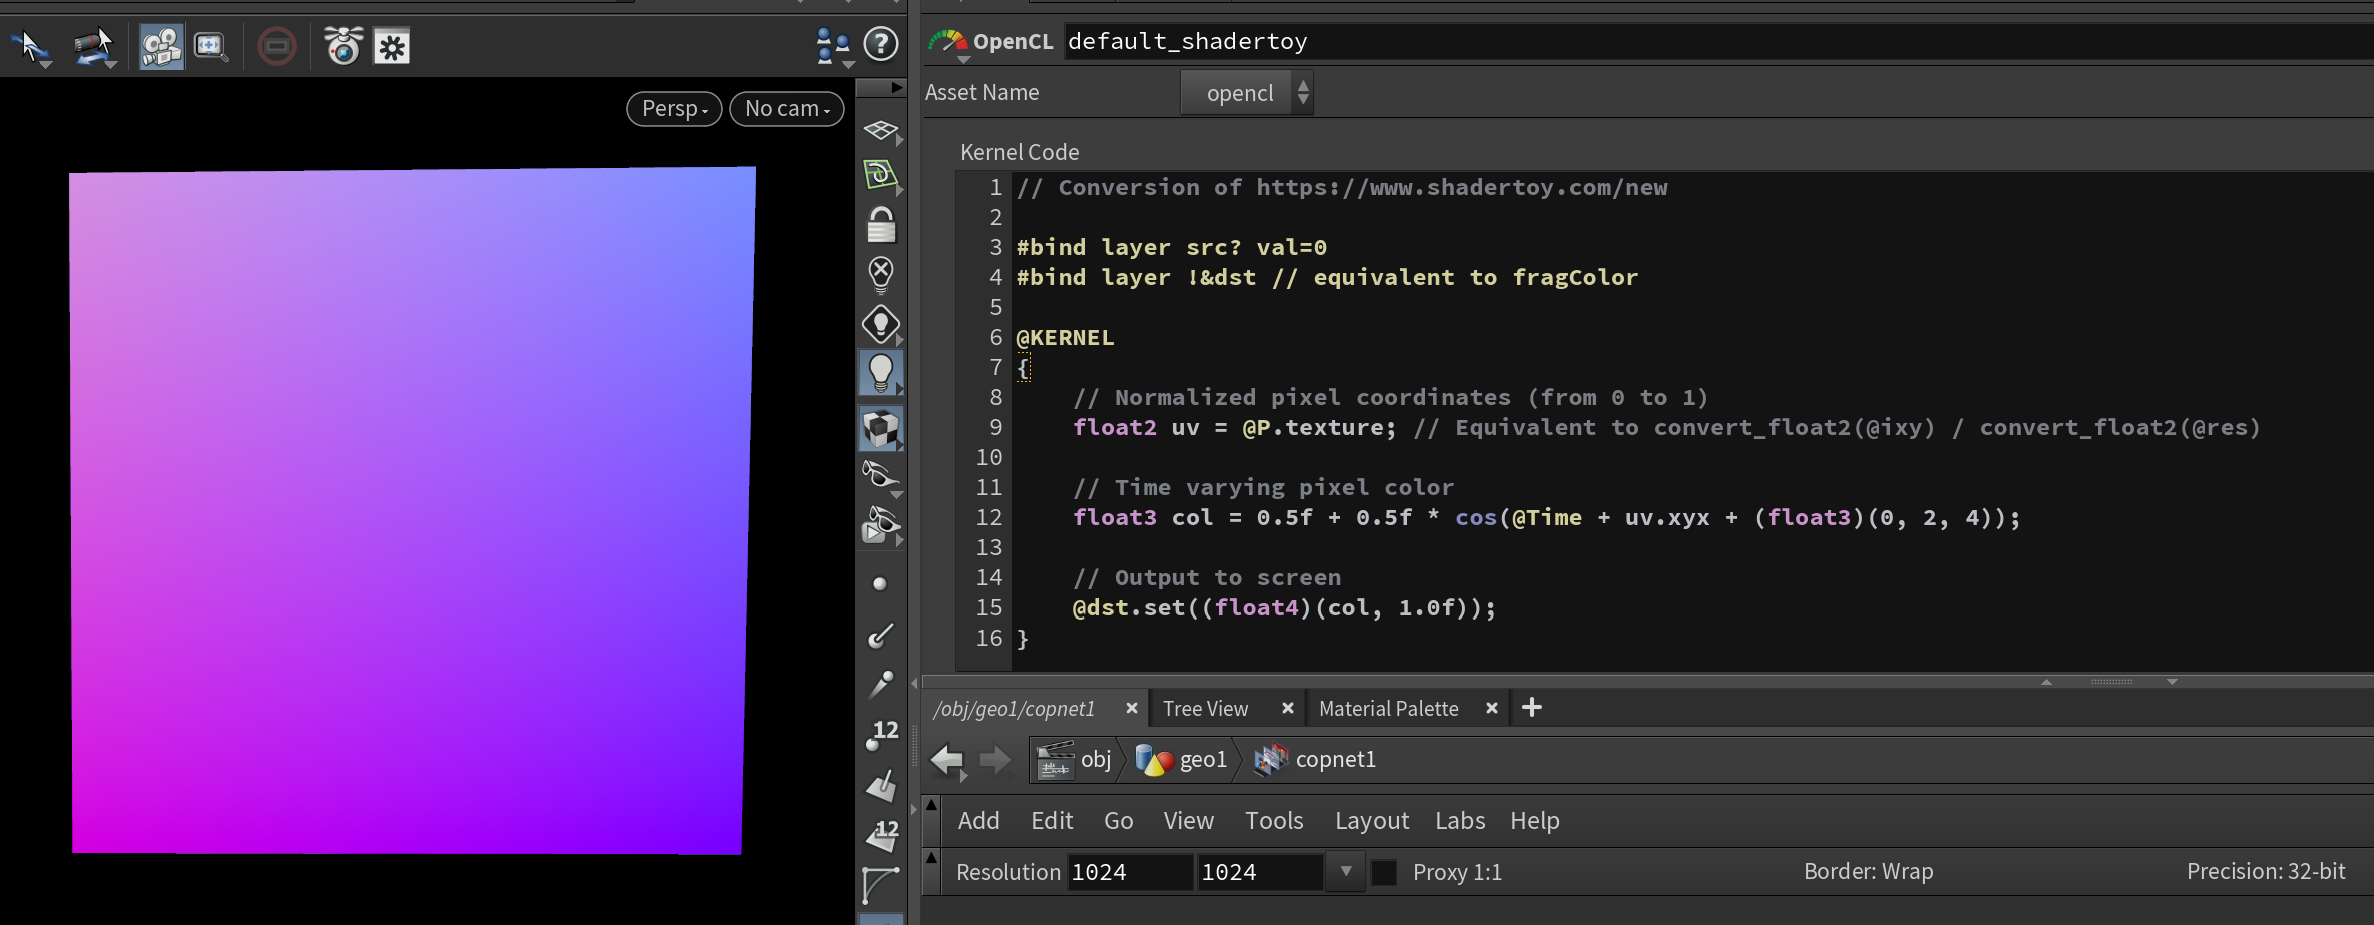 OpenCL default_shadertoy
Asset Name opencl
Persp No cam
Kernel Code
1 // Conversion of https://www.shadertoy.com/new
2
3 #bind layer src? val=0
4 #bind layer !&dst // equivalent to fragColor
5
6 @KERNEL
7 {
8 // Normalized pixel coordinates (from 0 to 1)
9 float2 uv = @P.texture; // Equivalent to convert_float2(@ixy) / convert_float2(@res)
10
11 // Time varying pixel color
12 float3 col = 0.5f + 0.5f * cos(@Time + uv.xyx + (float3)(0, 2, 4));
13
14 // Output to screen
15 @dst.set((float4)(col, 1.0f));
16 }
12
12
/obj/geo1/copnet1 × Tree View × Material Palette × +
obj geo1 copnet1
Add Edit Go View Tools Layout Labs Help
Resolution 1024 1024 Proxy 1:1 Border: Wrap Precision: 32-bit